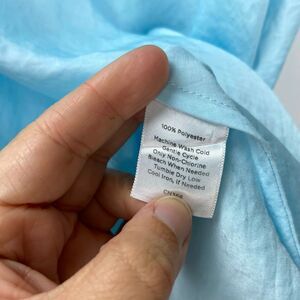 100% Polyester
Machine Wash Cold
Gentle Cycle
Only Non-Chlorine
Bleach When Needed
Tumble Dry Low
Cool Iron, if Needed